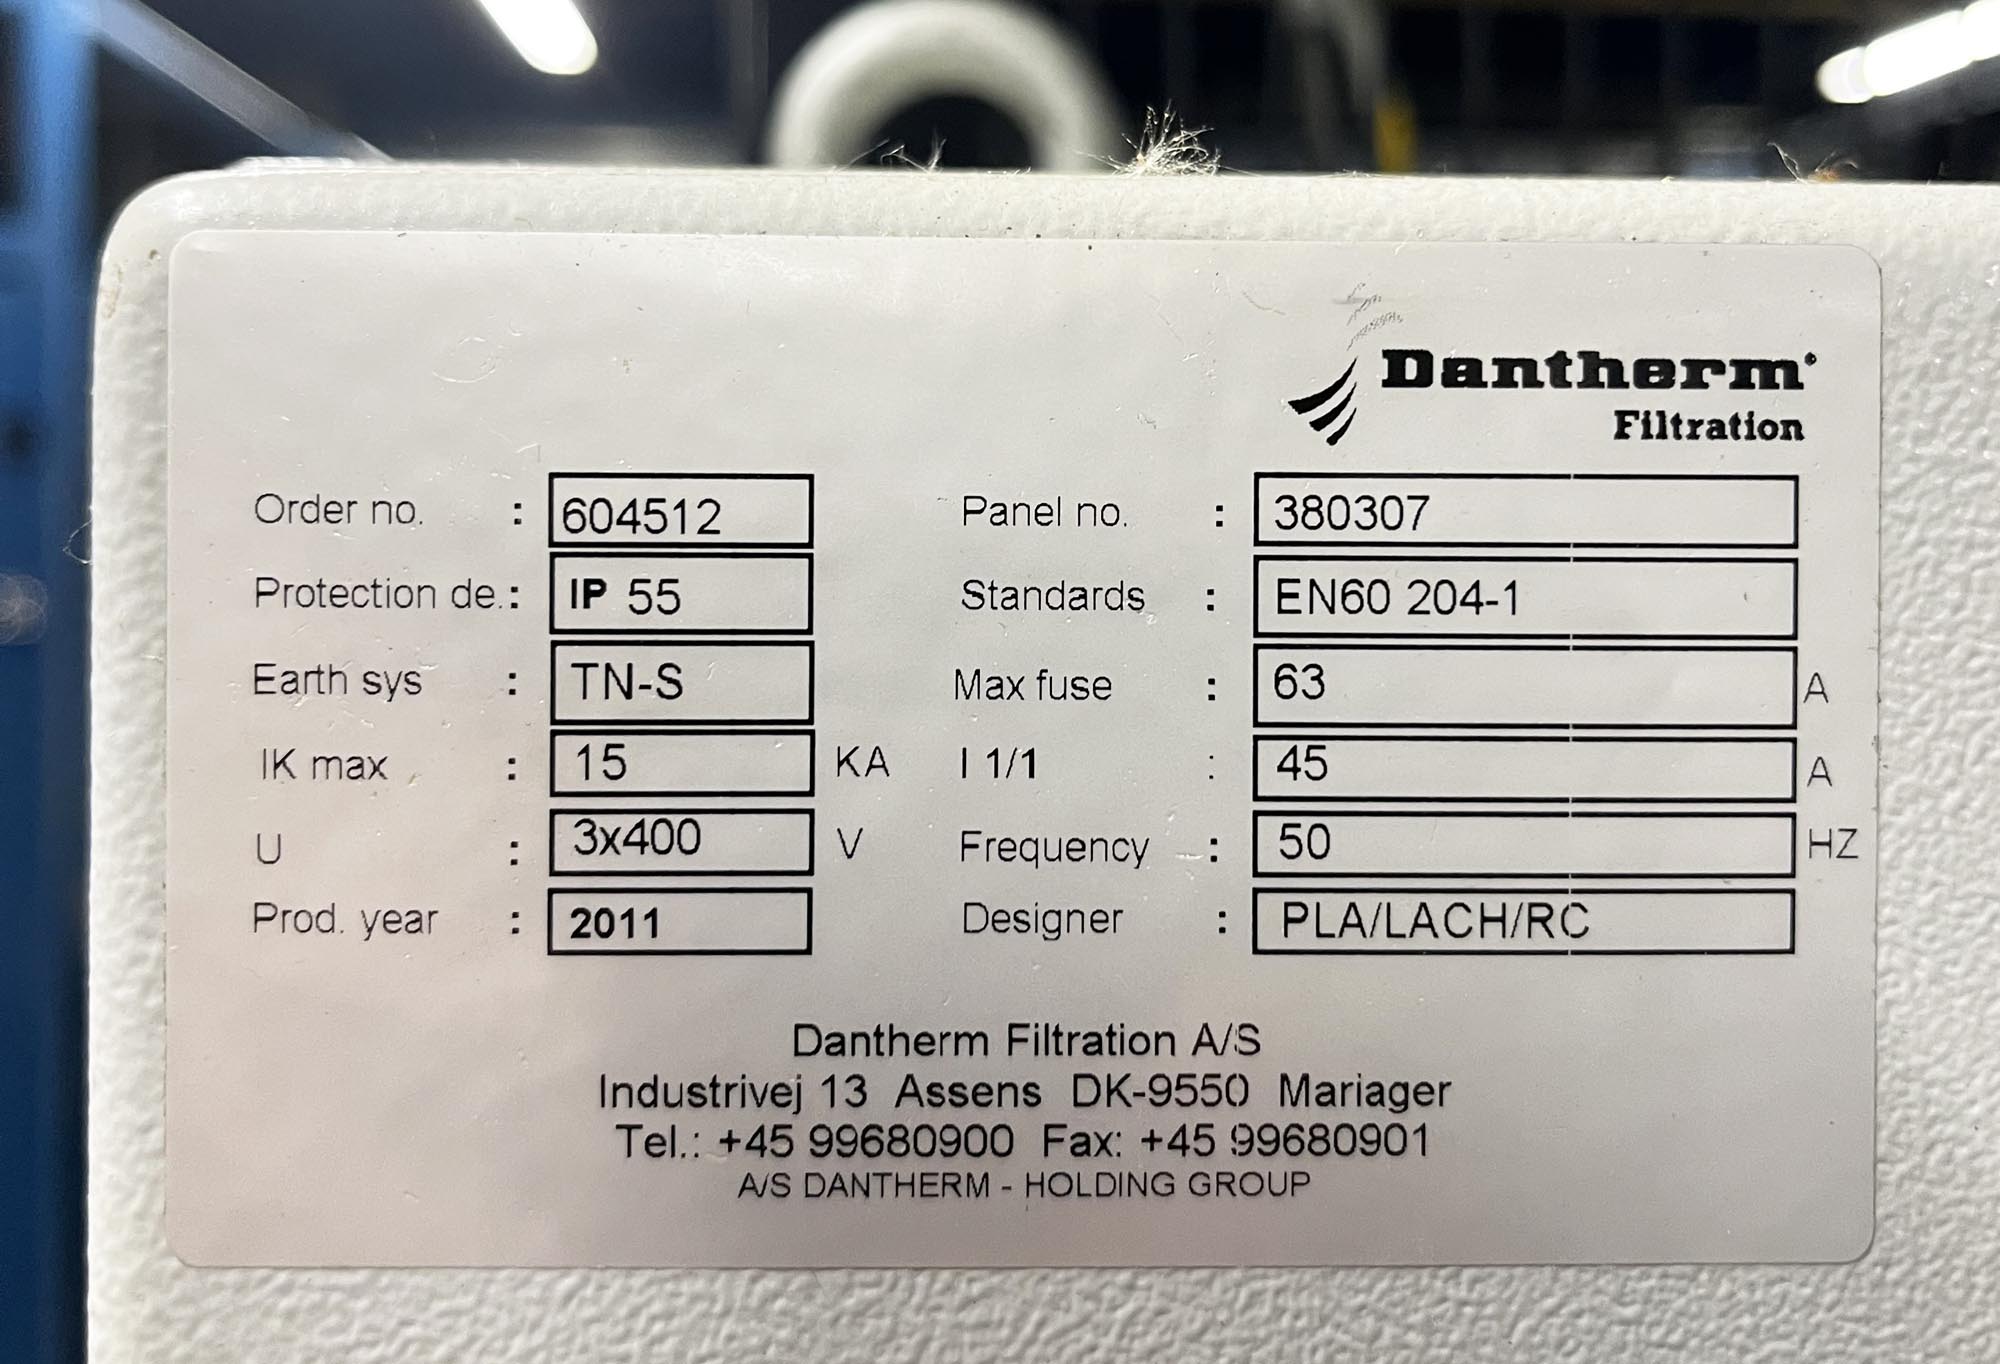 Dantherm®
Filtration
Order no. : 604512 Panel no. : 380307
Protection de.: IP 55 Standards : EN60 204-1
Earth sys : TN-S Max fuse : 63 A
IK max : 15 KA I 1/1 : 45 A
U : 3x400 V Frequency : 50 HZ
Prod. year : 2011 Designer : PLA/LACH/RC
Dantherm Filtration A/S
Industrivej 13 Assens DK-9550 Mariager
Tel.: +45 99680900 Fax: +45 99680901
A/S DANTHERM - HOLDING GROUP